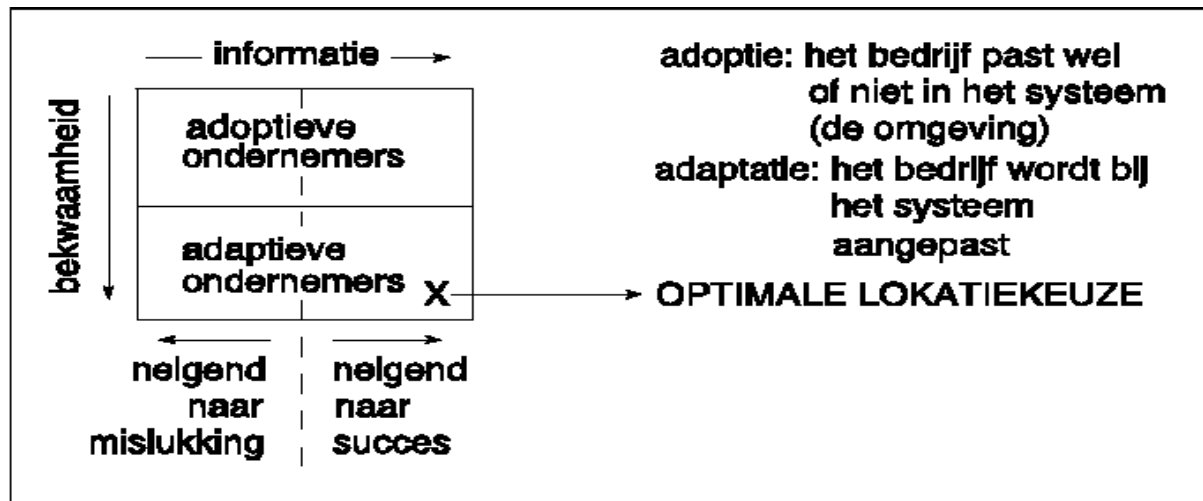 informatie
bekwaamheid
adoptieve
ondernemers
adaptieve
ondernemers
X
neigend
naar
mislukking
neigend
naar
succes
adoptie: het bedrijf past wel
of niet in het systeem
(de omgeving)
adaptatie: het bedrijf wordt bij
het systeem
aangepast
OPTIMALE LOKATIEKEUZE